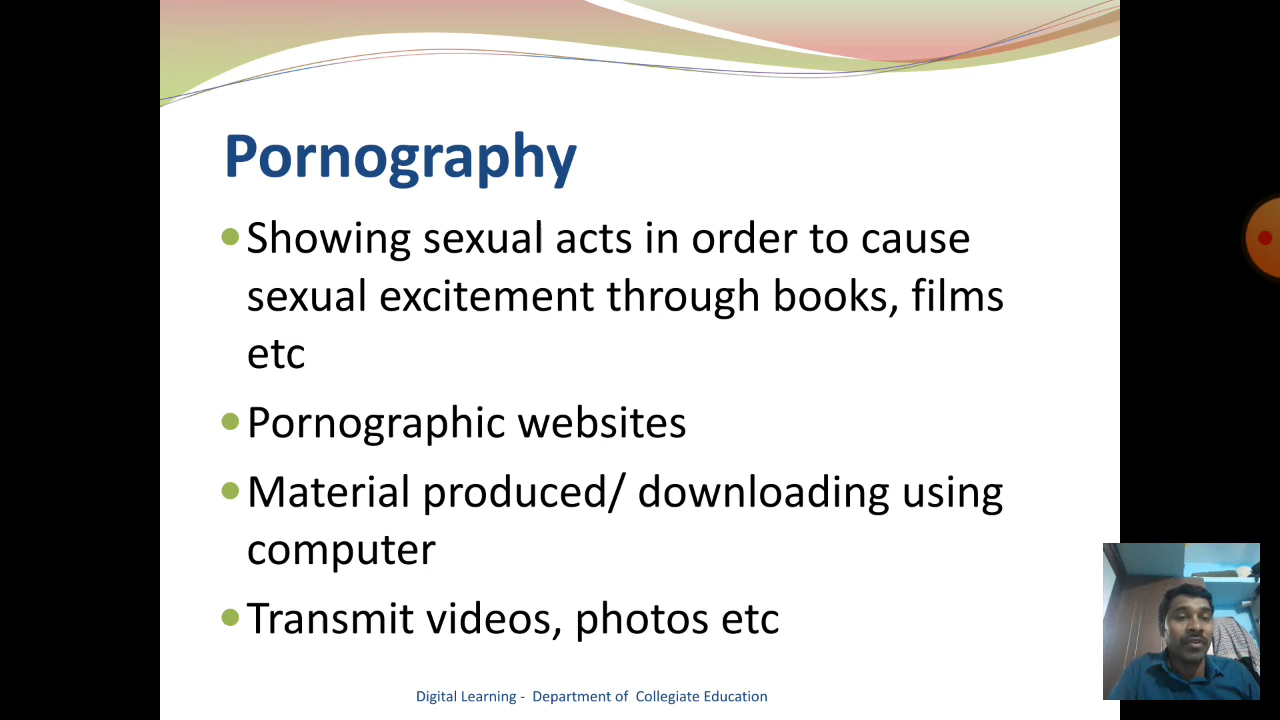 Pornography
Showing sexual acts in order to cause
sexual excitement through books, films
etc
Pornographic websites
Material produced/ downloading using
computer
Transmit videos, photos etc
Digital Learning - Department of Collegiate Education